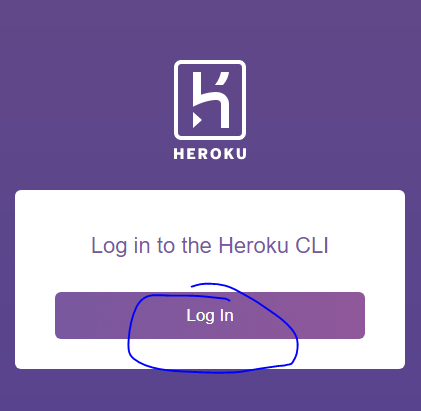 HEROKU
Log in to the Heroku CLI
Log In